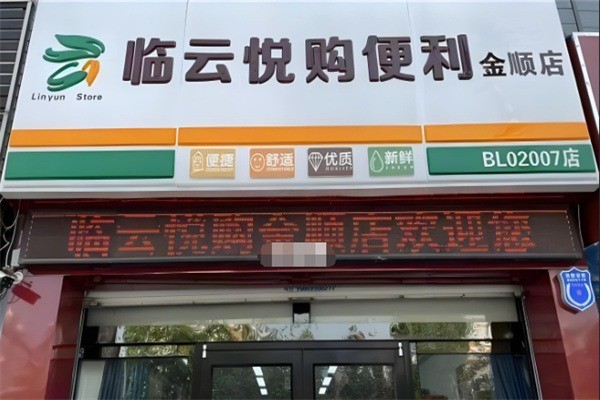 临云悦购便利金顺店
Linyun Store
便捷 舒适 优质 新鲜
BL02007店
临云悦购金顺店欢迎您